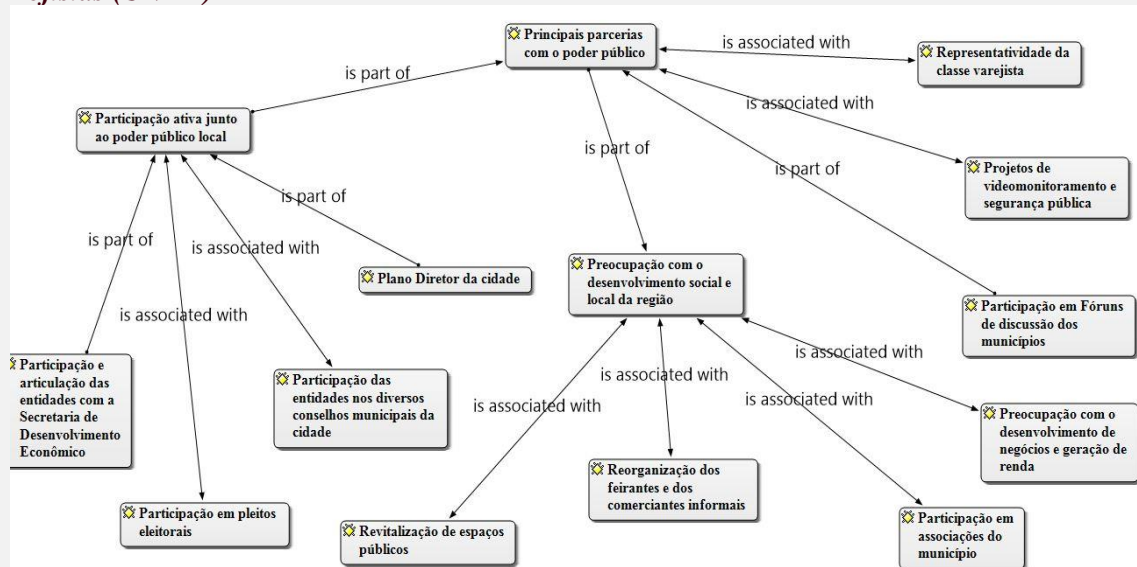 Principais parcerias
com o poder público
is associated with
Representatividade da
classe varejista
is part of
is associated with
Participação ativa junto
ao poder público local
is part of
is part of
Projetos de
videomonitoramento e
segurança pública
is part of
is part of
is associated with
Plano Diretor da cidade
Preocupação com o
desenvolvimento social e
local da região
Participação em Fóruns
de discussão dos
municípios
is associated with
Participação e
articulação das
entidades com a
Secretaria de
Desenvolvimento
Econômico
Participação das
entidades nos diversos
conselhos municipais da
cidade
is associated with
is associated with
is associated with
is associated with
Preocupação com o
desenvolvimento de
negócios e geração de
renda
Reorganização dos
feirantes e dos
comerciantes informais
Participação em pleitos
eleitorais
Revitalização de espaços
públicos
Participação em
associações do
município